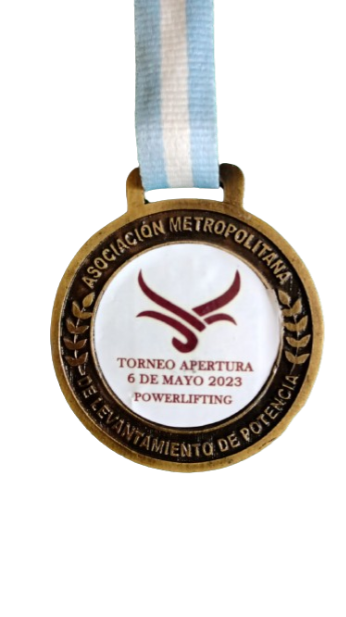 ASOCIACIÓN METROPOLITANA
TORNEO APERTURA
6 DE MAYO 2023
POWERLIFTING
DE LEVANTAMIENTO DE POTENCIA